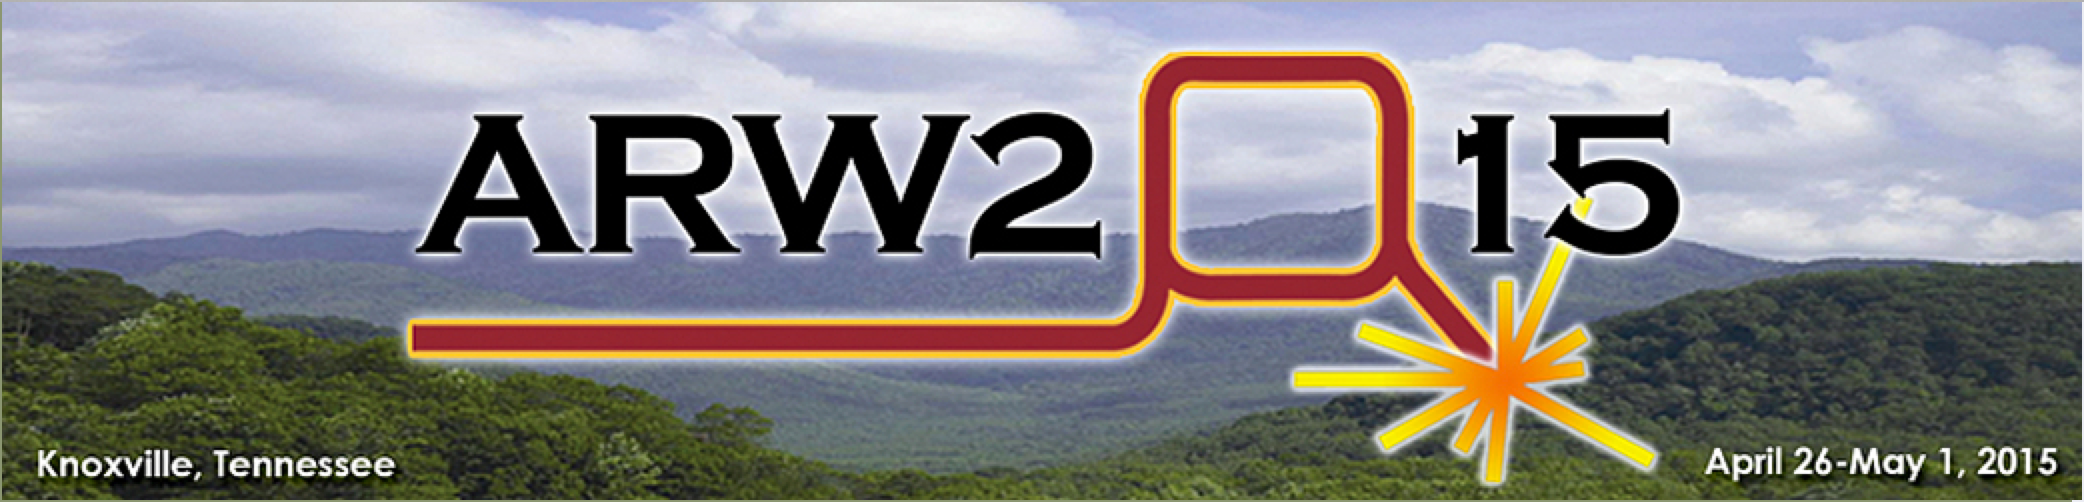 ARW2015
Knoxville, Tennessee
April 26-May 1, 2015